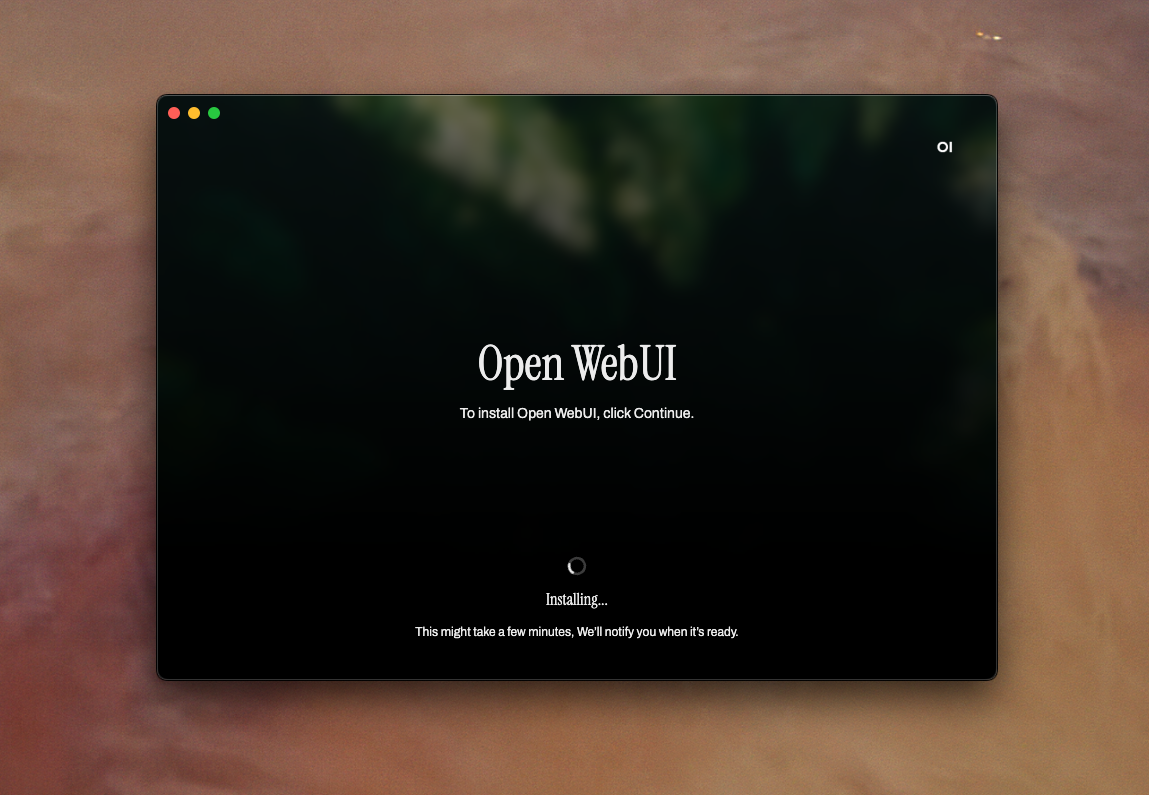 OI
Open WebUI
To install Open WebUI, click Continue.
Installing...
This might take a few minutes, We'll notify you when it's ready.